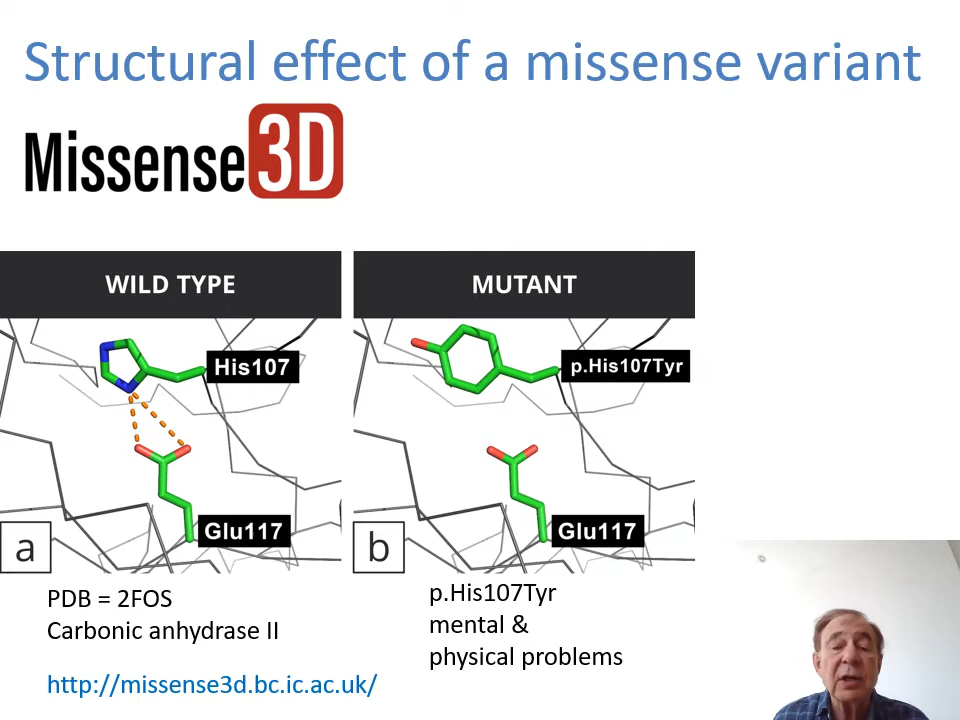 Structural effect of a missense variant
Missense3D
WILD TYPE
MUTANT
His107
p.His107Tyr
Glu117
Glu117
a
b
PDB = 2FOS
Carbonic anhydrase II
p.His107Tyr
mental &
physical problems
http://missense3d.bc.ic.ac.uk/